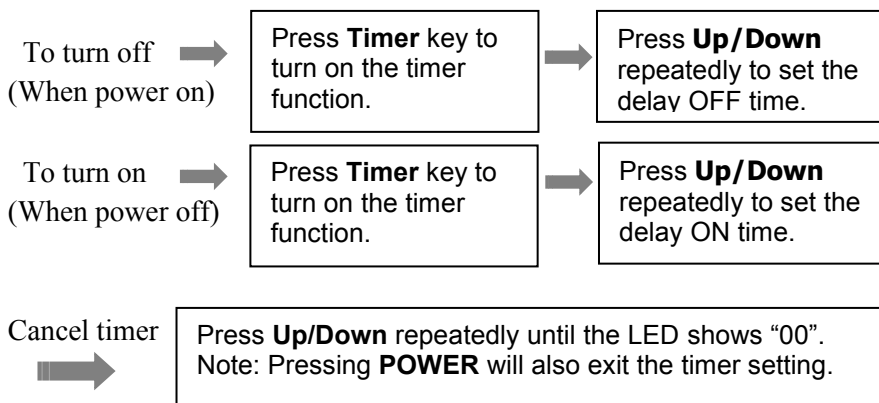 To turn off
(When power on)
Press Timer key to
turn on the timer
function.
Press Up/Down
repeatedly to set the
delay OFF time.
To turn on
(When power off)
Press Timer key to
turn on the timer
function.
Press Up/Down
repeatedly to set the
delay ON time.
Cancel timer
Press Up/Down repeatedly until the LED shows “00”.
Note: Pressing POWER will also exit the timer setting.